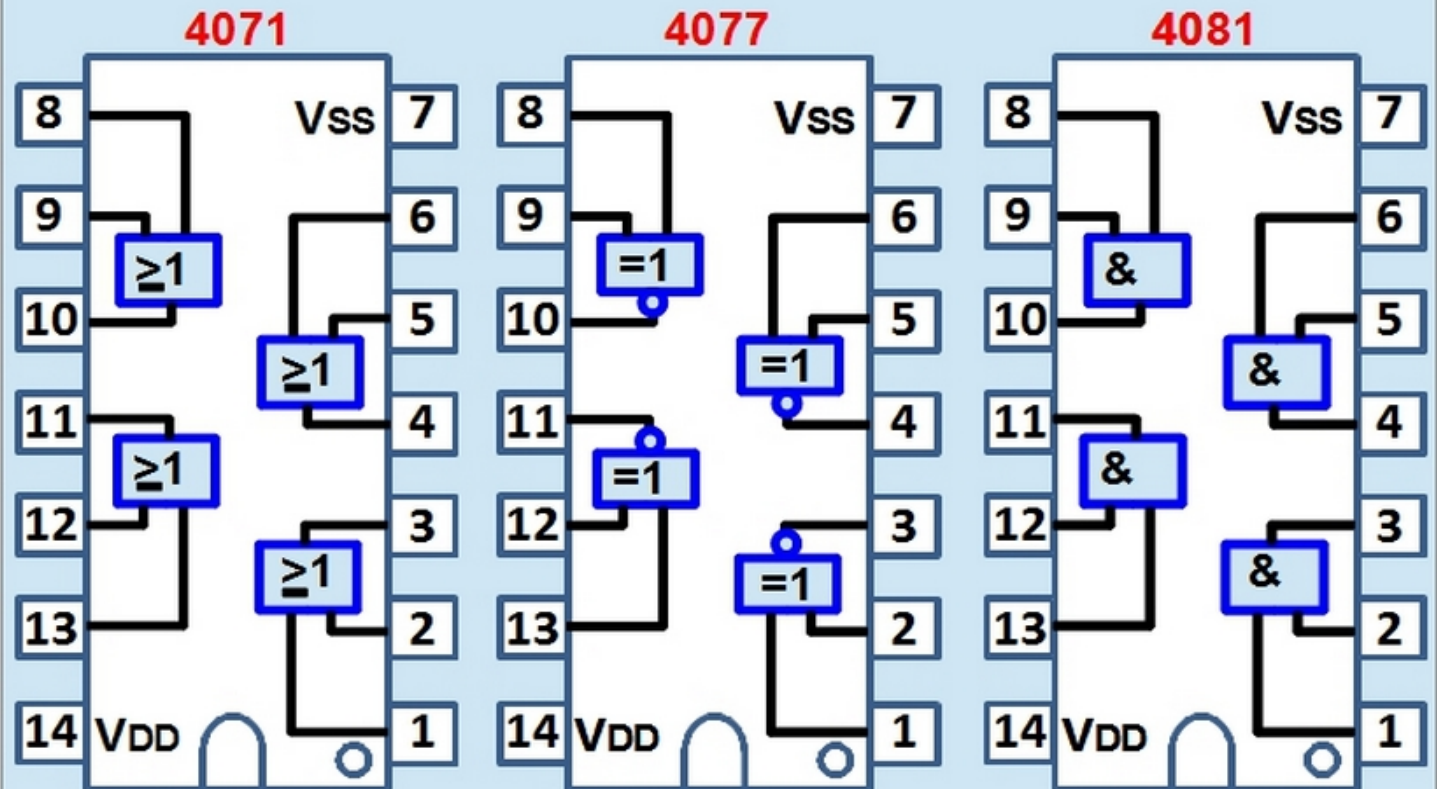 4071 4077 4081
8 Vss 7 8 Vss 7 8 Vss 7
9 6 9 6 9 6
≥1 =1 &
10 5 10 5 10 5
≥1 =1 &
11 4 11 4 11 4
≥1 =1 &
12 3 12 3 12 3
≥1 =1 &
13 2 13 2 13 2
14 VDD 1 14 VDD 1 14 VDD 1